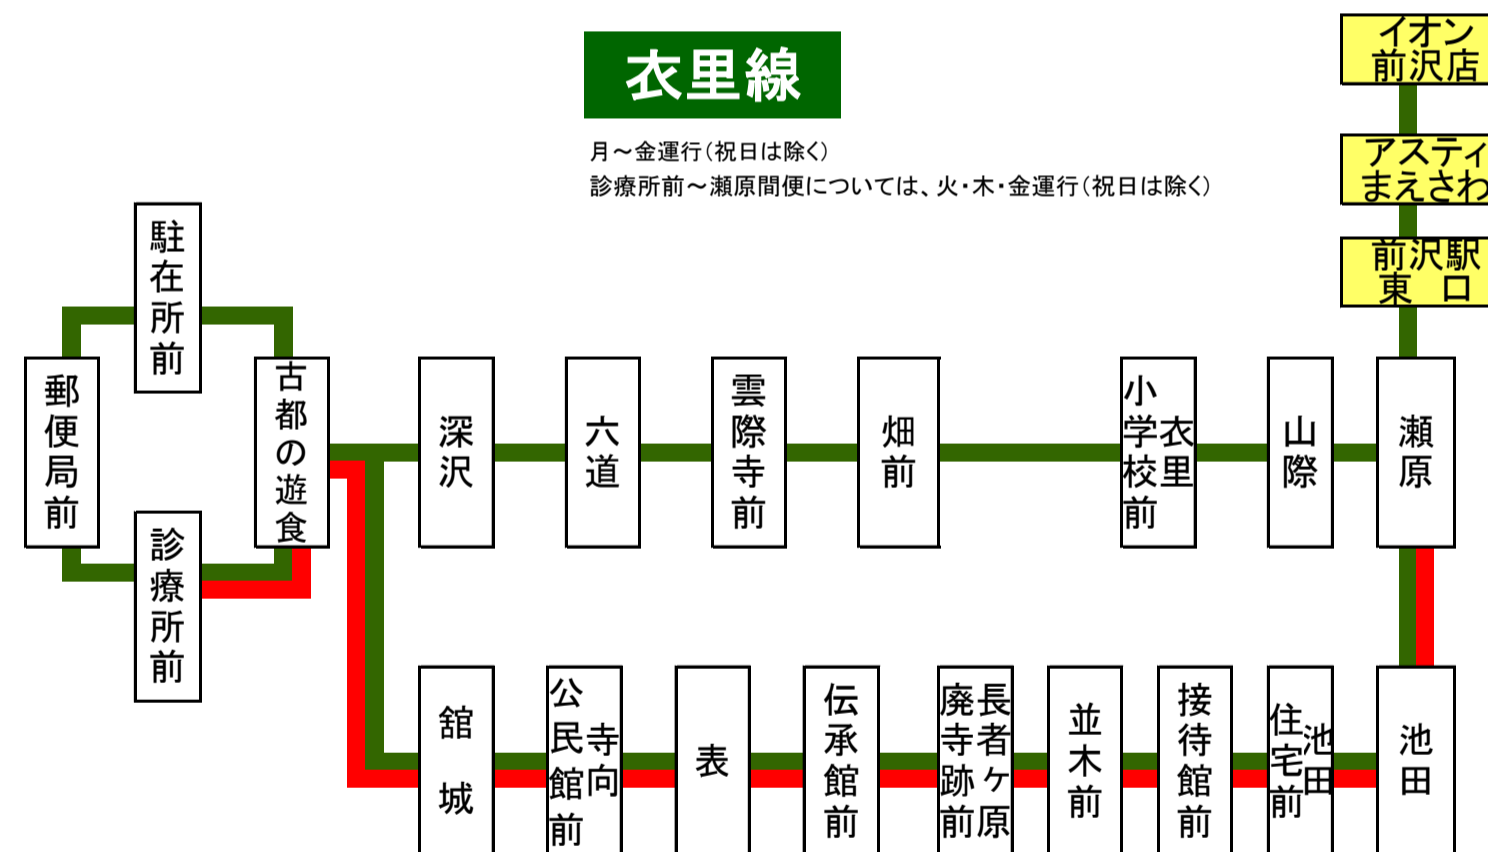 衣里線
月～金運行（祝日は除く）
診療所前～瀬原間便については、火・木・金運行（祝日は除く）
イオン
前沢店
アスティ
まえさわ
前沢駅
東　口
駐在所前
郵便局前
古都の遊食
診療所前
深沢
六道
雲際寺前
畑前
衣里
小学校前
山際
瀬原
舘　城
寺向
公民館前
表
伝承館前
長者ヶ原
廃寺跡前
並木前
接待館前
池田
住宅前
池田